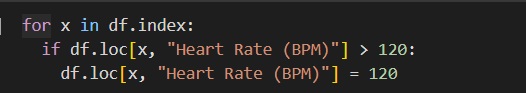 for x in df.index:
  if df.loc[x, "Heart Rate (BPM)"] > 120:
    df.loc[x, "Heart Rate (BPM)"] = 120